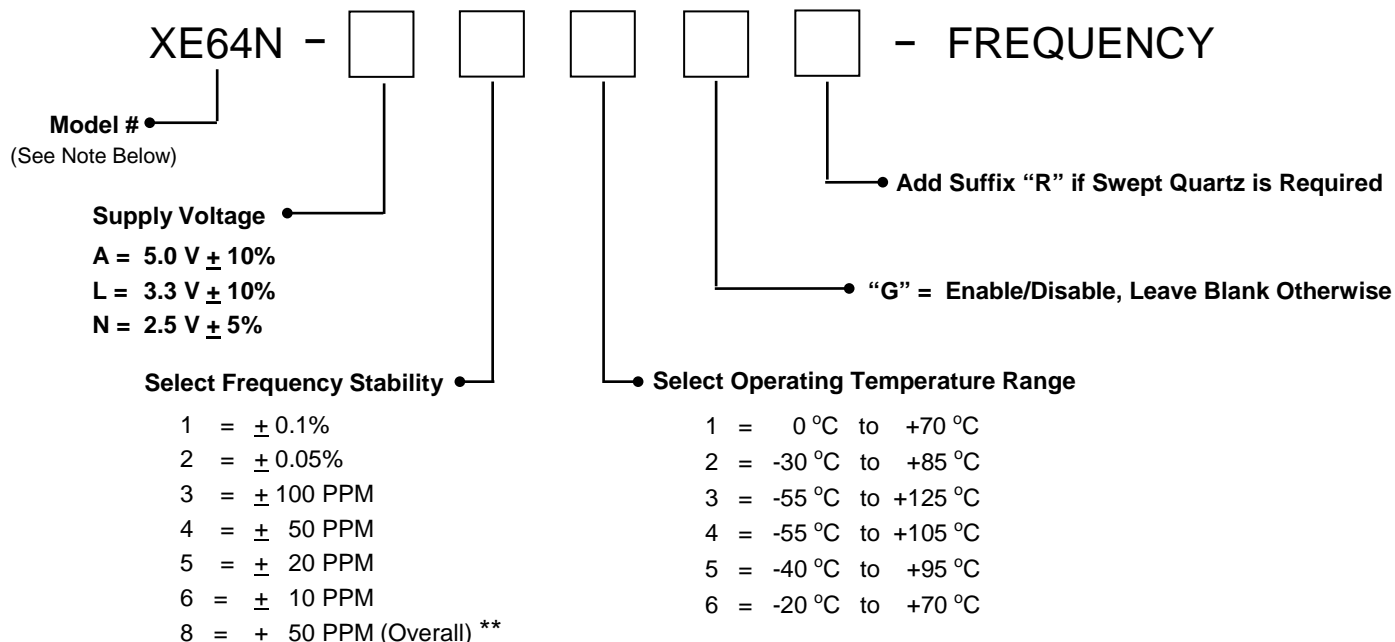 XE64N – – FREQUENCY
Model #
(See Note Below)
Add Suffix “R” if Swept Quartz is Required
Supply Voltage
A = 5.0 V ± 10%
L = 3.3 V ± 10%
N = 2.5 V ± 5%
“G” = Enable/Disable, Leave Blank Otherwise
Select Frequency Stability
1 = ± 0.1%
2 = ± 0.05%
3 = ± 100 PPM
4 = ± 50 PPM
5 = ± 20 PPM
6 = ± 10 PPM
8 = + 50 PPM (Overall) **
Select Operating Temperature Range
1 = 0 °C to +70 °C
2 = -30 °C to +85 °C
3 = -55 °C to +125 °C
4 = -55 °C to +105 °C
5 = -40 °C to +95 °C
6 = -20 °C to +70 °C